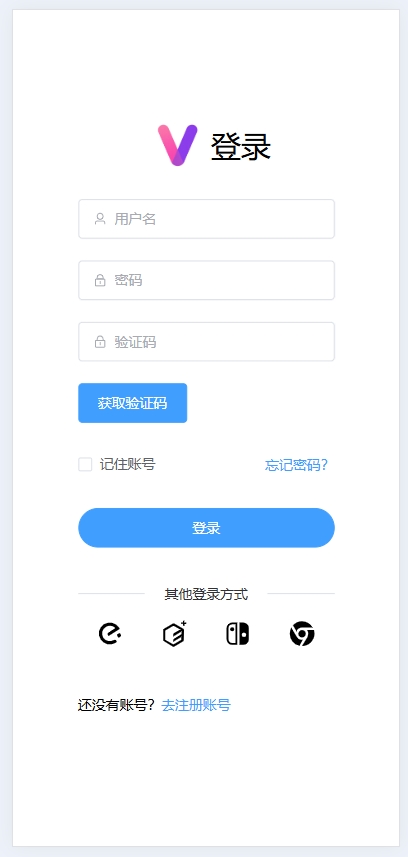 登录
用户名
密码
验证码
获取验证码
记住账号 忘记密码?
登录
其他登录方式
还没有账号? 去注册账号